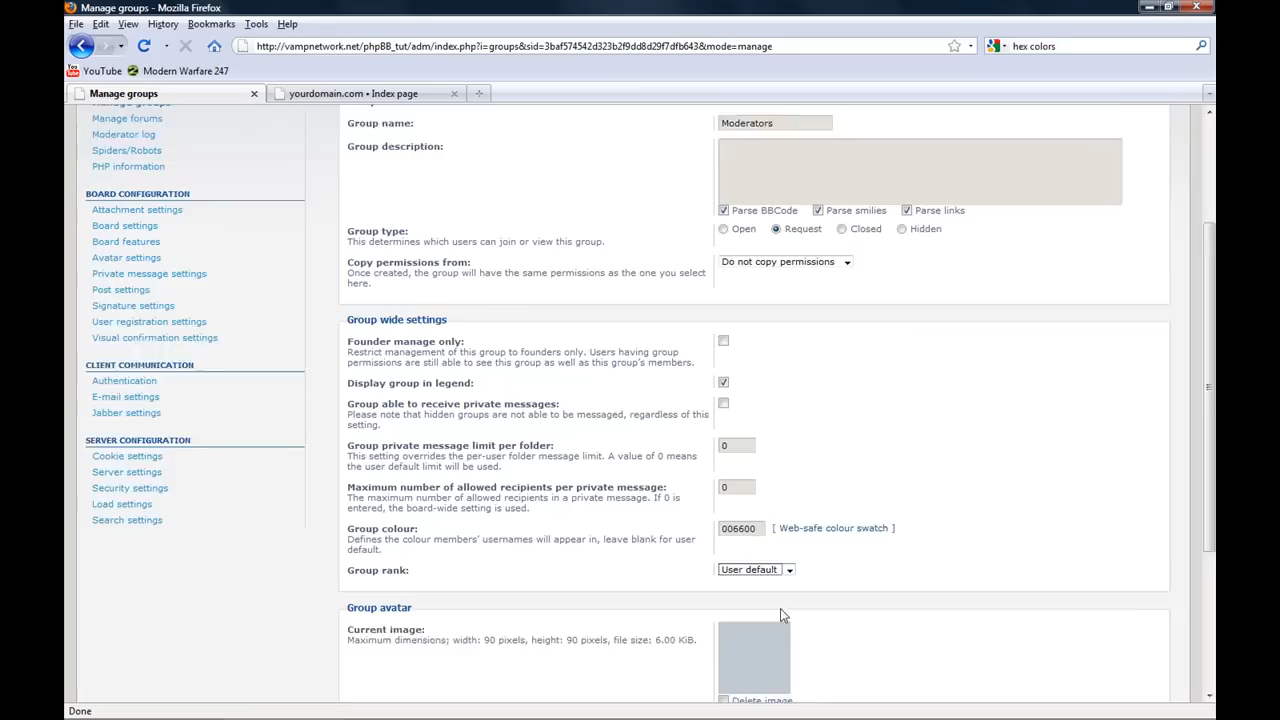 Manage groups - Mozilla Firefox
File Edit View History Bookmarks Tools Help
http://vampnetwork.net/phpBB_tut/adm/index.php?i=groups&sid=3baf574542d323b2f9dd8d29f7dfb643&mode=manage
hex colors
YouTube Modern Warfare 247
Manage groups
yourdomain.com • Index page
Manage groups
Manage forums
Moderator log
Spiders/Robots
PHP information
BOARD CONFIGURATION
Attachment settings
Board settings
Board features
Avatar settings
Private message settings
Post settings
Signature settings
User registration settings
Visual confirmation settings
CLIENT COMMUNICATION
Authentication
E-mail settings
Jabber settings
SERVER CONFIGURATION
Cookie settings
Server settings
Security settings
Load settings
Search settings
Group name: Moderators
Group description:
Parse BBCode Parse smilies Parse links
Group type: Open Request Closed Hidden
This determines which users can join or view this group.
Copy permissions from: Do not copy permissions
Once created, the group will have the same permissions as the one you select
here.
Group wide settings
Founder manage only:
Restrict management of this group to founders only. Users having group
permissions are still able to see this group as well as this group's members.
Display group in legend:
Group able to receive private messages:
Please note that hidden groups are not able to be messaged, regardless of this
setting.
Group private message limit per folder: 0
This setting overrides the per-user folder message limit. A value of 0 means
the user default limit will be used.
Maximum number of allowed recipients per private message: 0
The maximum number of allowed recipients in a private message. If 0 is
entered, the board-wide setting is used.
Group colour: 006600 [ Web-safe colour swatch ]
Defines the colour members' usernames will appear in, leave blank for user
default.
Group rank: User default
Group avatar
Current image:
Maximum dimensions; width: 90 pixels, height: 90 pixels, file size: 6.00 KiB.
Delete image
Done